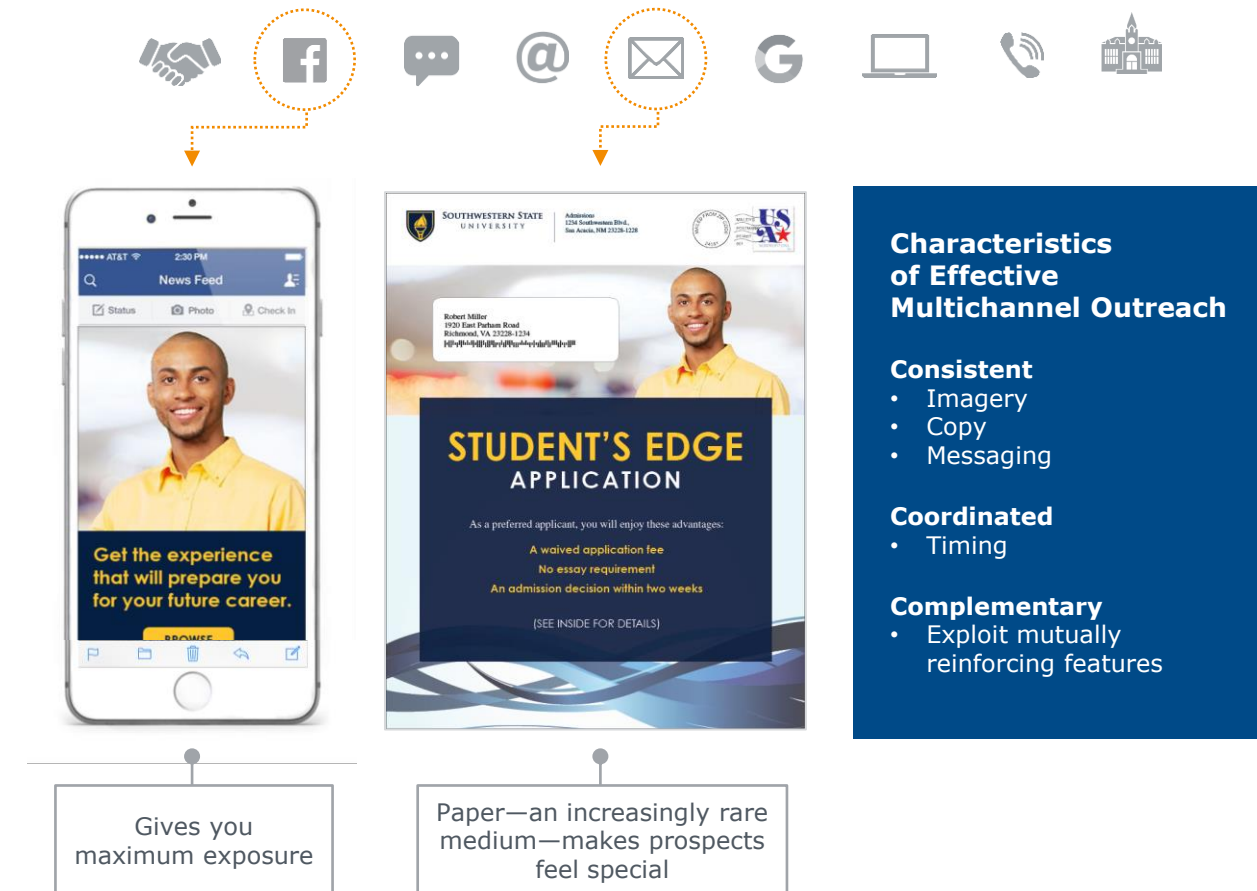 AT&T
2:30 PM
News Feed
Status
Photo
Check In
Get the experience
that will prepare you
for your future career.
BROWSE
Gives you
maximum exposure
SOUTHWESTERN STATE
UNIVERSITY
Admissions
1254 Southwestern Blvd.,
San Acacia, NM 23228-1228
MAILED FROM ZIP CODE
USA
Robert Miller
1920 East Parham Road
Richmond, VA 23228-1234
STUDENT'S EDGE
APPLICATION
As a preferred applicant, you will enjoy these advantages:
A waived application fee
No essay requirement
An admission decision within two weeks
(SEE INSIDE FOR DETAILS)
Paper—an increasingly rare
medium—makes prospects
feel special
Characteristics
of Effective
Multichannel Outreach
Consistent
• Imagery
• Copy
• Messaging
Coordinated
• Timing
Complementary
• Exploit mutually
reinforcing features